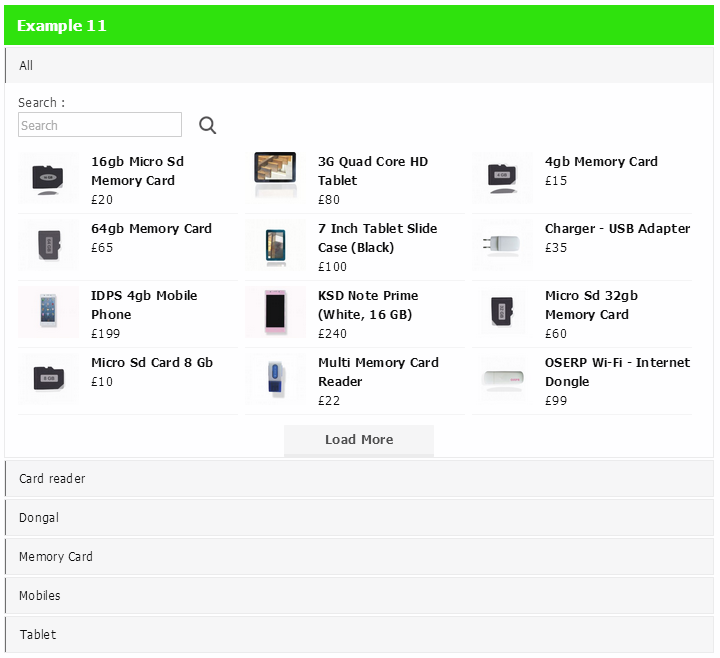 Example 11
All
Search :
Search
16gb Micro Sd
Memory Card
£20
3G Quad Core HD
Tablet
£80
4gb Memory Card
£15
64gb Memory Card
£65
7 Inch Tablet Slide
Case (Black)
£100
Charger - USB Adapter
£35
IDPS 4gb Mobile
Phone
£199
KSD Note Prime
(White, 16 GB)
£240
Micro Sd 32gb
Memory Card
£60
Micro Sd Card 8 Gb
£10
Multi Memory Card
Reader
£22
OSERP Wi-Fi - Internet
Dongle
£99
Load More
Card reader
Dongal
Memory Card
Mobiles
Tablet